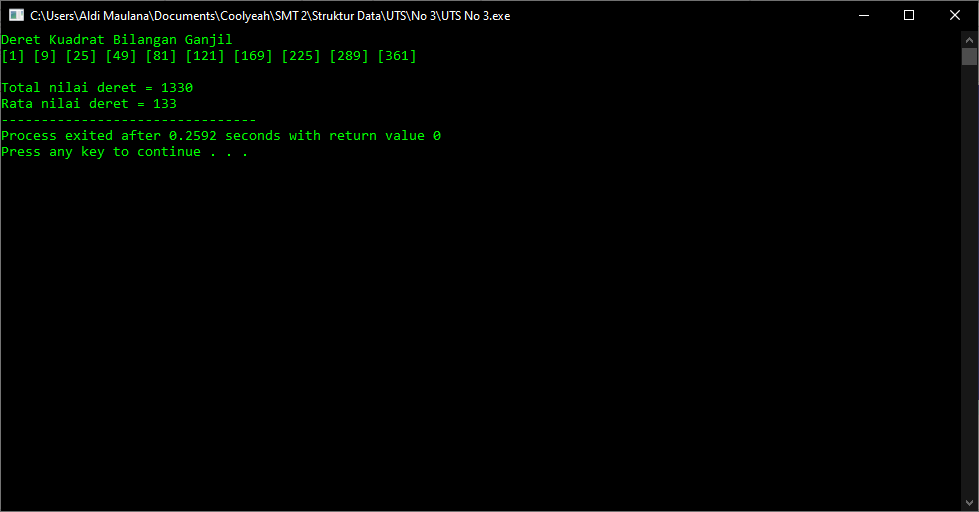 C:\Users\Aldi Maulana\Documents\Coolyeah\SMT 2\Struktur Data\UTS\No 3\UTS No 3.exe
Deret Kuadrat Bilangan Ganjil
[1] [9] [25] [49] [81] [121] [169] [225] [289] [361]
Total nilai deret = 1330
Rata nilai deret = 133
--------------------------------
Process exited after 0.2592 seconds with return value 0
Press any key to continue . . .